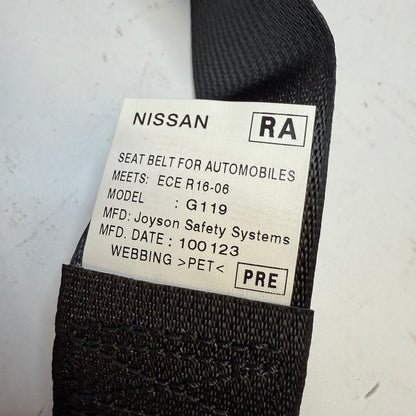 NISSAN RA
SEAT BELT FOR AUTOMOBILES
MEETS: ECE R16-06
MODEL : G119
MFD: Joyson Safety Systems
MFD. DATE : 100123
WEBBING >PET< PRE